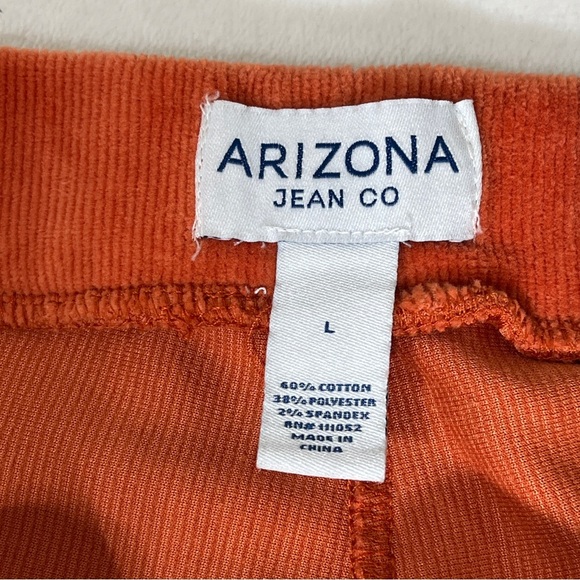 ARIZONA
JEAN CO
L
60% COTTON
38% POLYESTER
2% SPANDEX
RN# 111052
MADE IN
CHINA